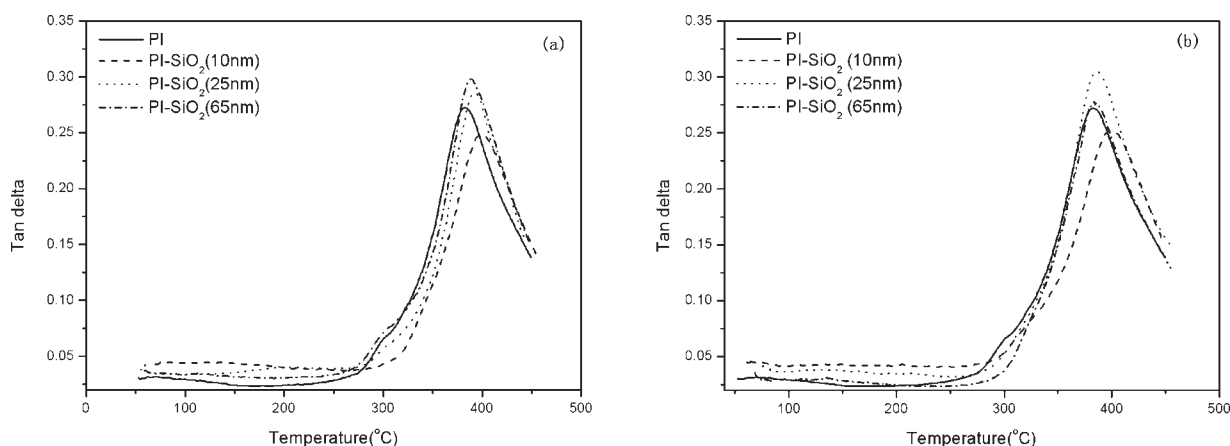 0.35
0.30
0.25
0.20
0.15
0.10
0.05
Tan delta
PI
PI-SiO₂(10nm)
PI-SiO₂(25nm)
PI-SiO₂(65nm)
(a)
0 100 200 300 400 500
Temperature(°C)
0.35
0.30
0.25
0.20
0.15
0.10
0.05
Tan delta
PI
PI-SiO₂ (10nm)
PI-SiO₂ (25nm)
PI-SiO₂ (65nm)
(b)
100 200 300 400 500
Temperature(°C)